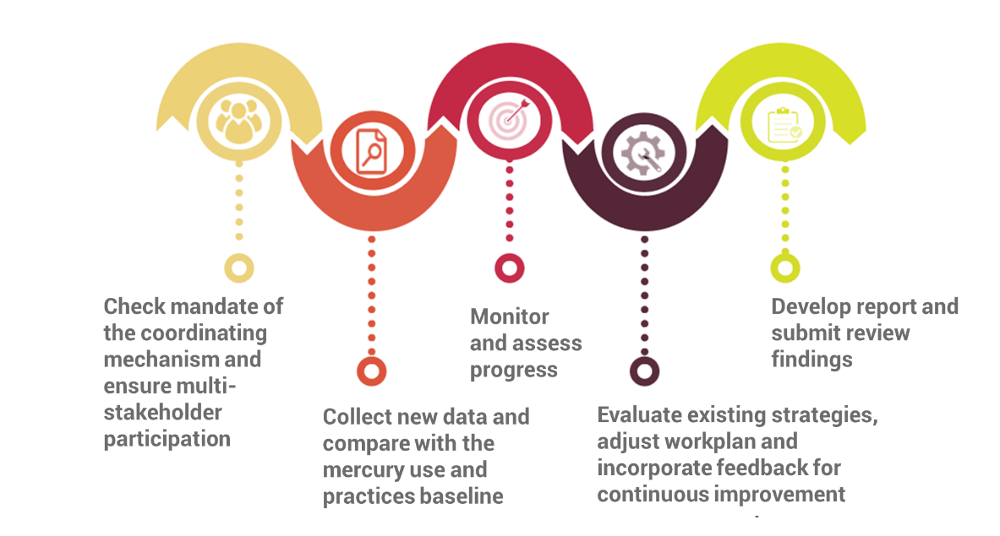 Check mandate of
the coordinating
mechanism and
ensure multi-
stakeholder
participation
Collect new data and
compare with the
mercury use and
practices baseline
Monitor
and assess
progress
Evaluate existing strategies,
adjust workplan and
incorporate feedback for
continuous improvement
Develop report and
submit review
findings